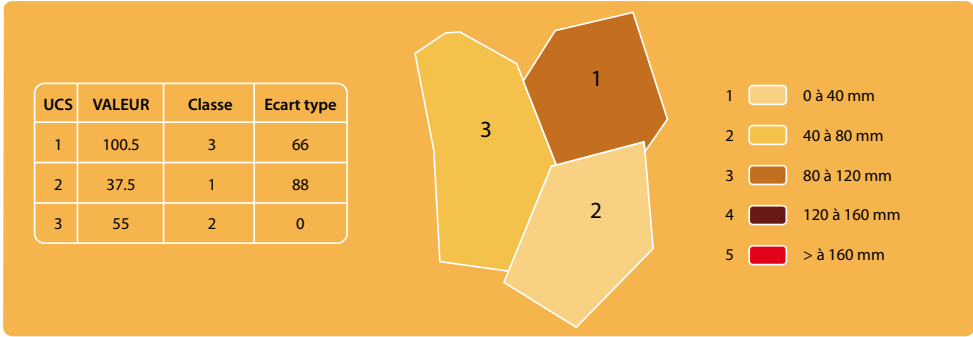 UCS VALEUR Classe Ecart type
1 100.5 3 66
2 37.5 1 88
3 55 2 0
1
3
2
1 0 à 40 mm
2 40 à 80 mm
3 80 à 120 mm
4 120 à 160 mm
5 > à 160 mm